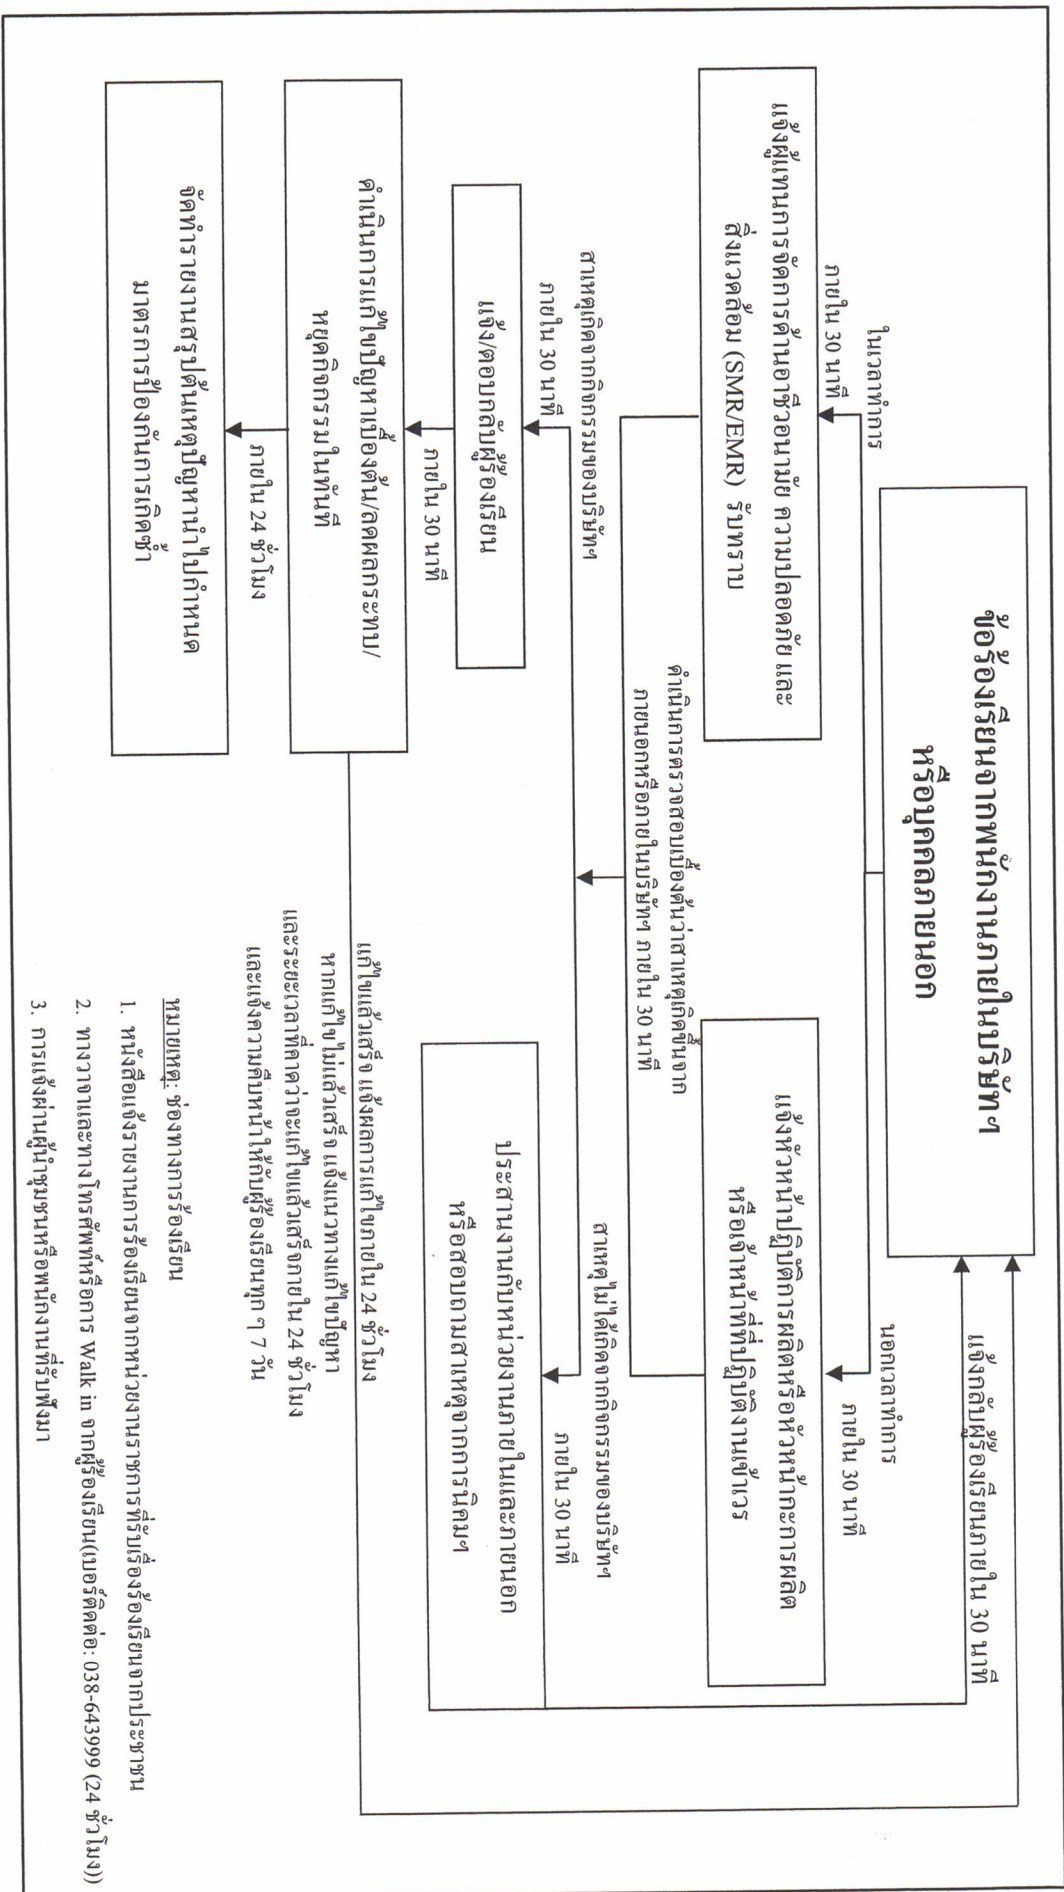 ข้อร้องเรียนจากพนักงานภายในบริษัทฯ
หรือบุคคลภายนอก
แจ้งกลับผู้ร้องเรียนภายใน 30 นาที
ในเวลาทำการ
ภายใน 30 นาที
นอกเวลาทำการ
ภายใน 30 นาที
แจ้งผู้แทนการจัดการด้านอาชีวอนามัย ความปลอดภัย และ
สิ่งแวดล้อม (SMR/EMR) รับทราบ
แจ้งหัวหน้าปฏิบัติการผลิตหรือหัวหน้ากะการผลิต
หรือเจ้าหน้าที่ที่ปฏิบัติงานเข้าเวร
ดำเนินการตรวจสอบเบื้องต้นว่าสาเหตุเกิดขึ้นจาก
ภายนอกหรือภายในบริษัทฯ ภายใน 30 นาที
สาเหตุเกิดจากกิจกรรมของบริษัทฯ
ภายใน 30 นาที
สาเหตุไม่ได้เกิดจากกิจกรรมของบริษัทฯ
ภายใน 30 นาที
แจ้ง/ตอบกลับผู้ร้องเรียน
ประสานงานกับหน่วยงานภายในและภายนอก
หรือสอบถามสาเหตุจากการนิคมฯ
ภายใน 30 นาที
ดำเนินการแก้ไขปัญหาเบื้องต้น/ลดผลกระทบ/
หยุดกิจกรรมในทันที
แก้ไขแล้วเสร็จ แจ้งผลการแก้ไขภายใน 24 ชั่วโมง
หากแก้ไขไม่แล้วเสร็จ แจ้งแนวทางแก้ไขปัญหา
และระยะเวลาที่คาดว่าจะแก้ไขแล้วเสร็จภายใน 24 ชั่วโมง
และแจ้งความคืบหน้าให้กับผู้ร้องเรียนทุก ๆ 7 วัน
ภายใน 24 ชั่วโมง
จัดทำรายงานสรุปต้นเหตุปัญหานำไปกำหนด
มาตรการป้องกันการเกิดซ้ำ
หมายเหตุ: ช่องทางการร้องเรียน
1. หนังสือแจ้งรายงานการร้องเรียนจากหน่วยงานราชการที่รับเรื่องร้องเรียนจากประชาชน
2. ทางวาจาและทางโทรศัพท์หรือการ Walk in จากผู้ร้องเรียน(เบอร์ติดต่อ: 038-643999 (24 ชั่วโมง))
3. การแจ้งผ่านผู้นำชุมชนหรือพนักงานที่รับฟังมา